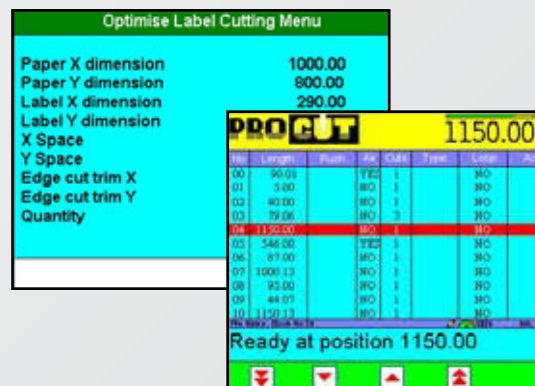 Optimise Label Cutting Menu
Paper X dimension 1000.00
Paper Y dimension 800.00
Label X dimension 290.00
Label Y dimension
X Space
Y Space
Edge cut trim X
Edge cut trim Y
Quantity
PROCUT 1150.00
No Length Push Air Cuts Type Loop
00 90.01 YES 1 NO
01 5.00 NO 1 NO
02 40.00 NO 1 NO
03 79.06 NO 3 NO
04 1150.00 NO 1 NO
05 546.00 YES 1 NO
06 87.00 NO 1 NO
07 1000.13 NO 1 NO
08 95.00 NO 1 NO
09 44.07 NO 1 NO
10 1150.13 NO 1 NO
Ready at position 1150.00